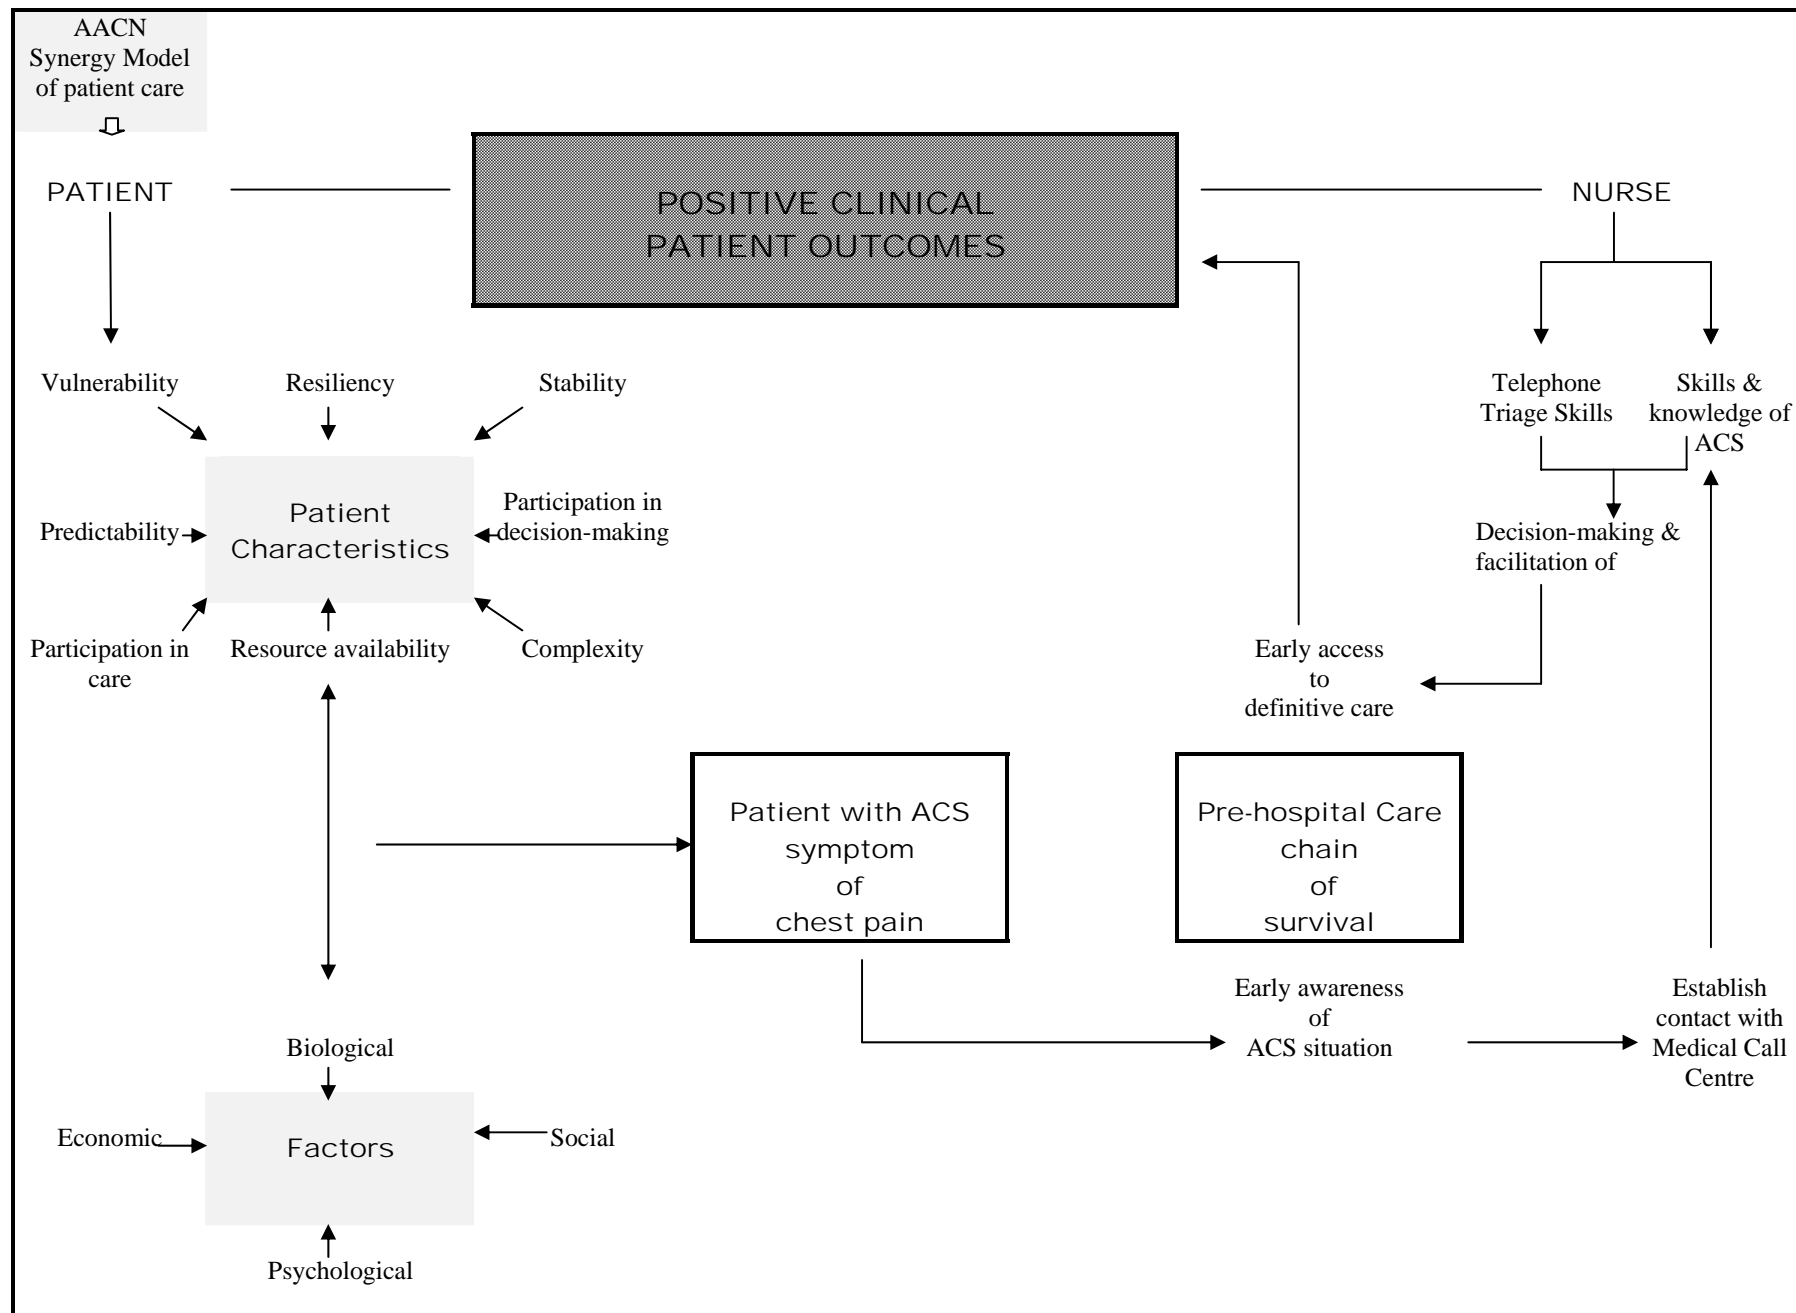 AACN
Synergy Model
of patient care
PATIENT
POSITIVE CLINICAL
PATIENT OUTCOMES
NURSE
Vulnerability
Resiliency
Stability
Telephone
Triage Skills
Skills &
knowledge of
ACS
Patient
Characteristics
Predictability
Participation in
decision-making
Decision-making &
facilitation of
Participation in
care
Resource availability
Complexity
Early access
to
definitive care
Patient with ACS
symptom
of
chest pain
Pre-hospital Care
chain
of
survival
Early awareness
of
ACS situation
Establish
contact with
Medical Call
Centre
Biological
Economic
Factors
Social
Psychological